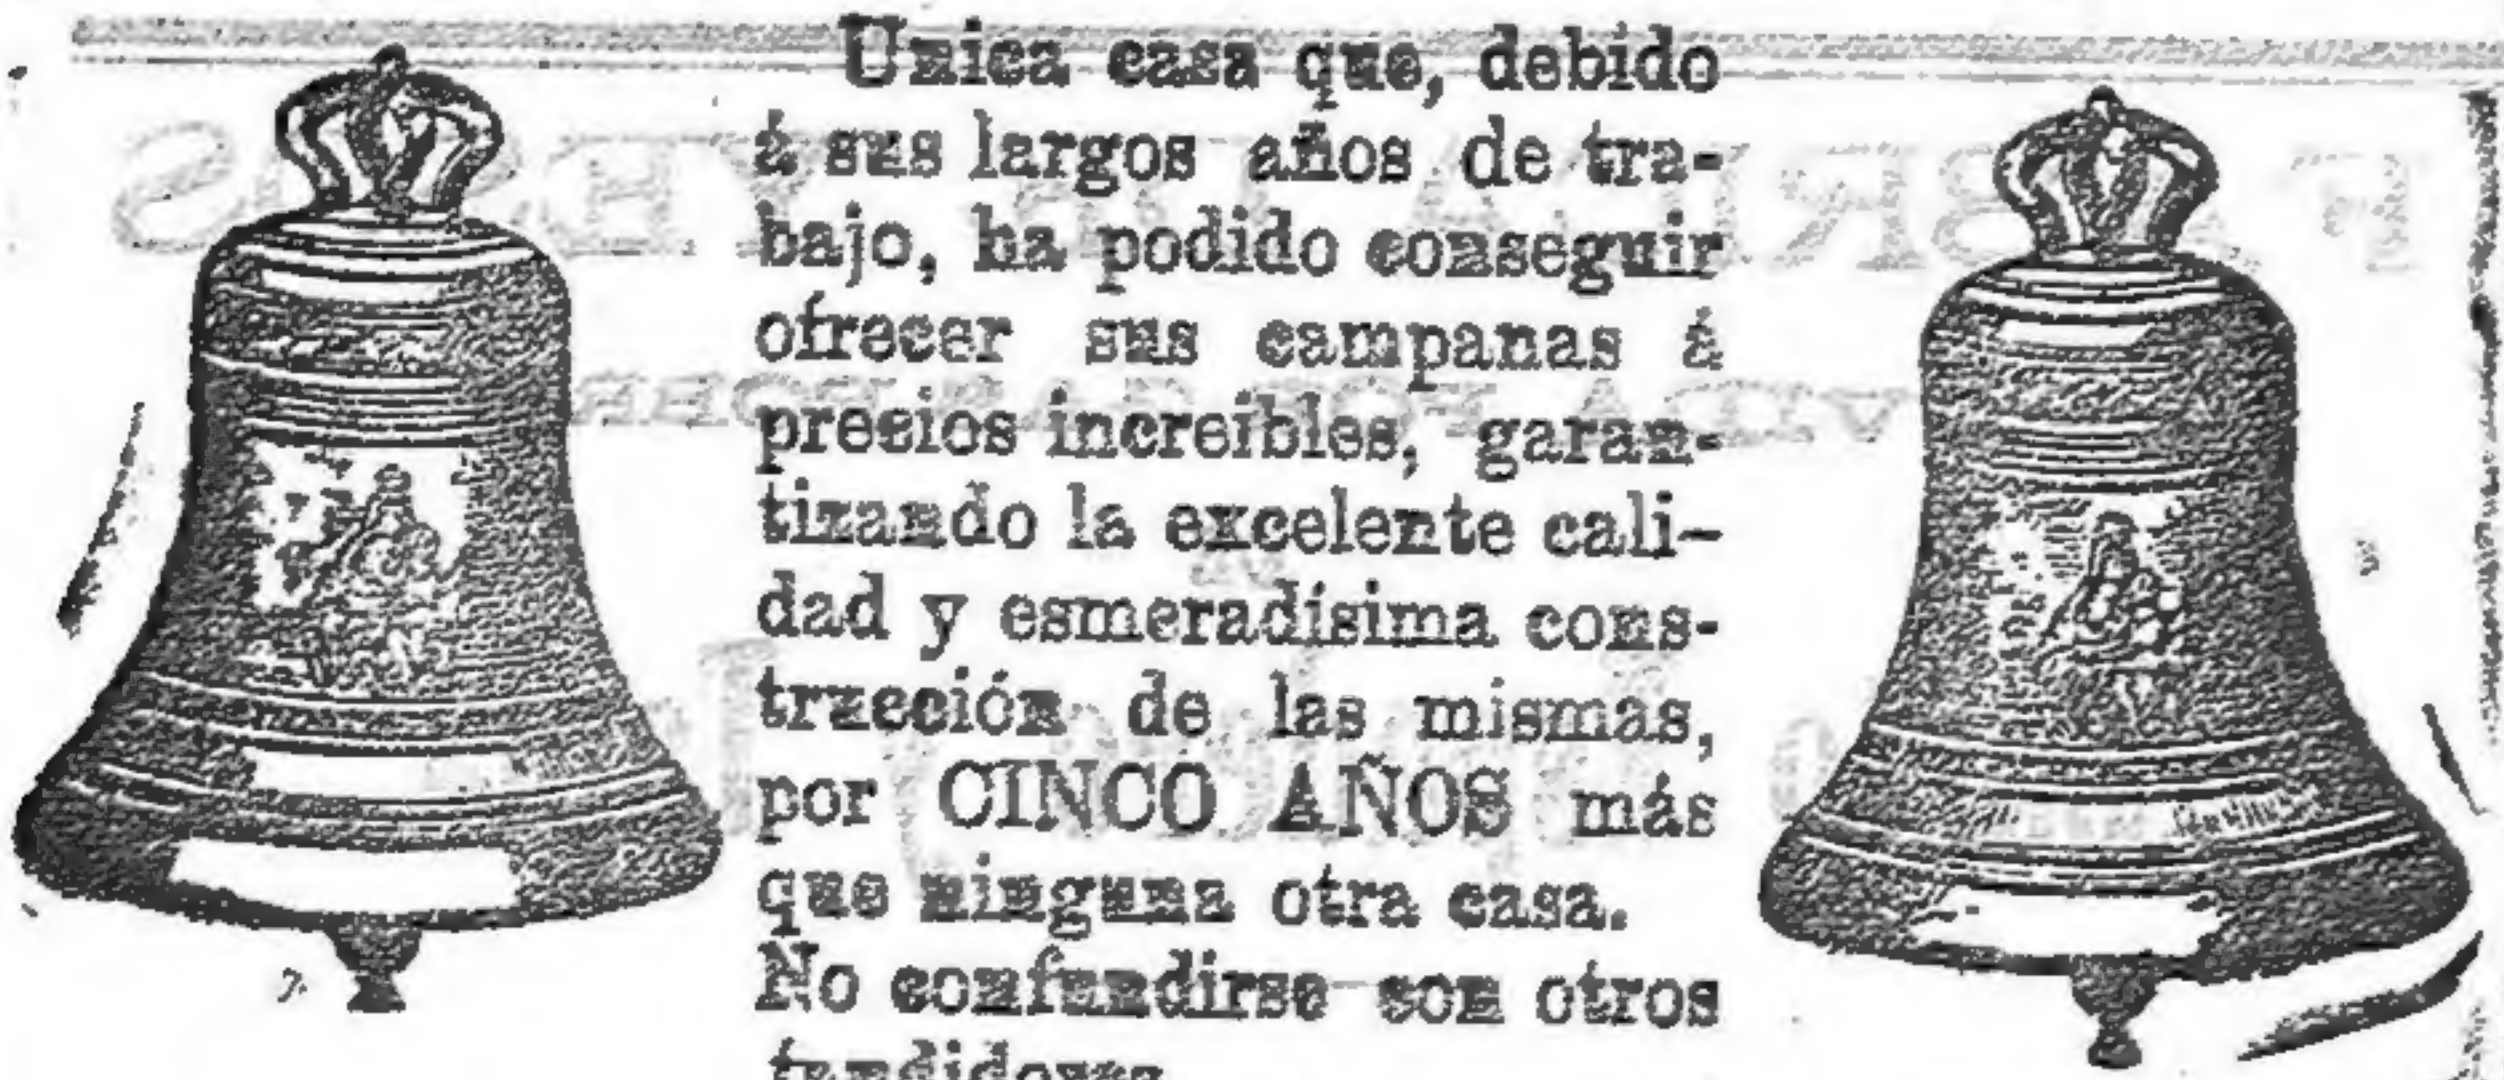 Unica casa que, debido
á sus largos años de tra-
bajo, ha podido conseguir
ofrecer sus campanas á
precios increíbles, garan-
tizando la excelente cali-
dad y esmeradísima cons-
trucción de las mismas,
por CINCO AÑOS más
que ninguna otra casa.
No confundirse con otros
fundidores